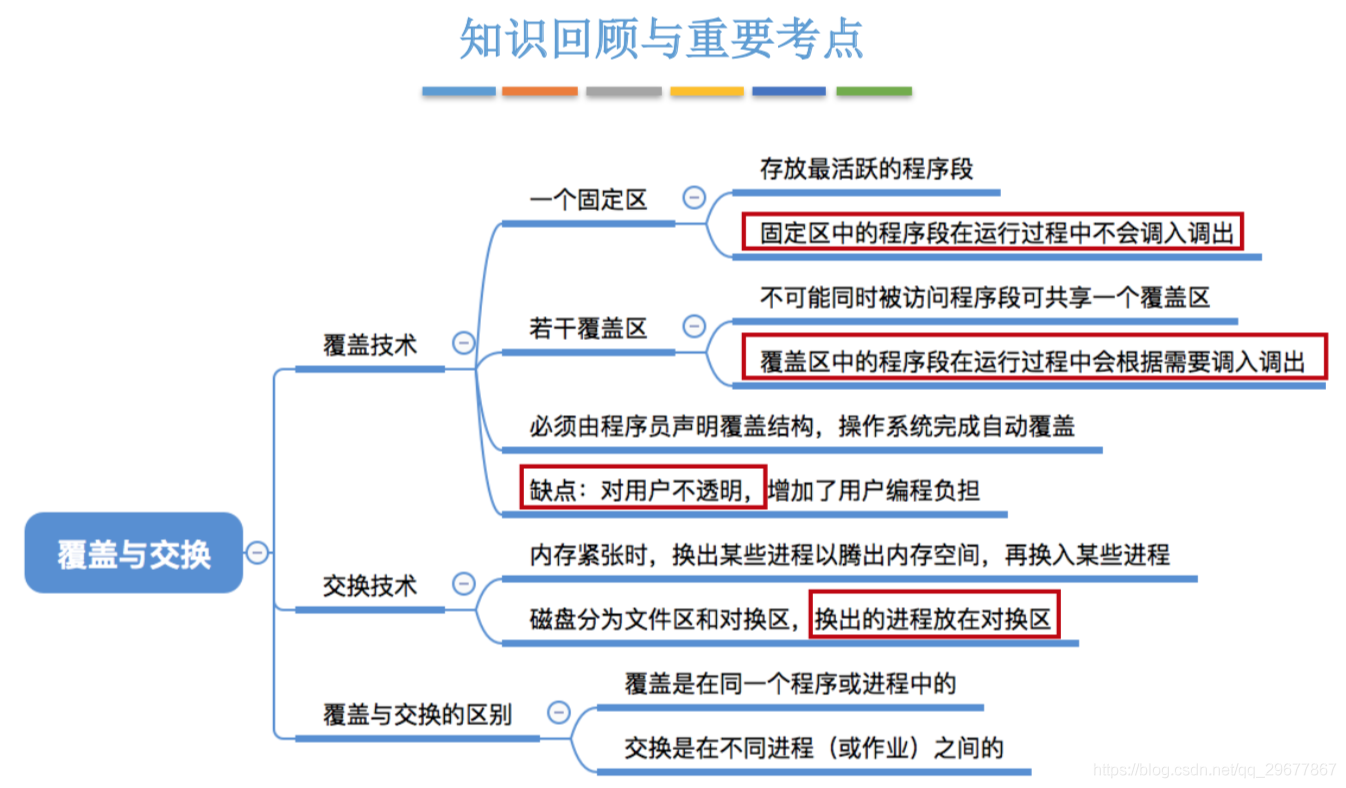 知识回顾与重要考点
存放最活跃的程序段
一个固定区
固定区中的程序段在运行过程中不会调入调出
不可能同时被访问程序段可共享一个覆盖区
若干覆盖区
覆盖技术
覆盖区中的程序段在运行过程中会根据需要调入调出
必须由程序员声明覆盖结构，操作系统完成自动覆盖
缺点：对用户不透明，增加了用户编程负担
覆盖与交换
内存紧张时，换出某些进程以腾出内存空间，再换入某些进程
交换技术
磁盘分为文件区和对换区，换出的进程放在对换区
覆盖是在同一个程序或进程中的
覆盖与交换的区别
交换是在不同进程（或作业）之间的
https://blog.csdn.net/qq_29677867